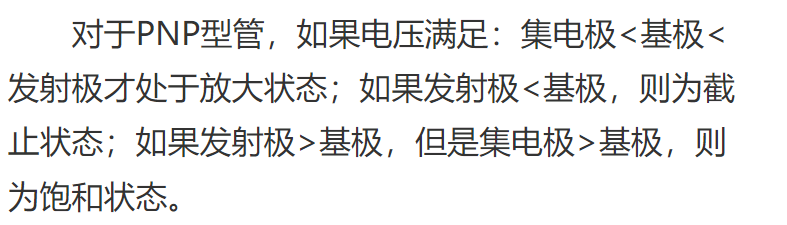 对于PNP型管，如果电压满足：集电极<基极<
发射极才处于放大状态；如果发射极<基极，则为截
止状态；如果发射极>基极，但是集电极>基极，则
为饱和状态。